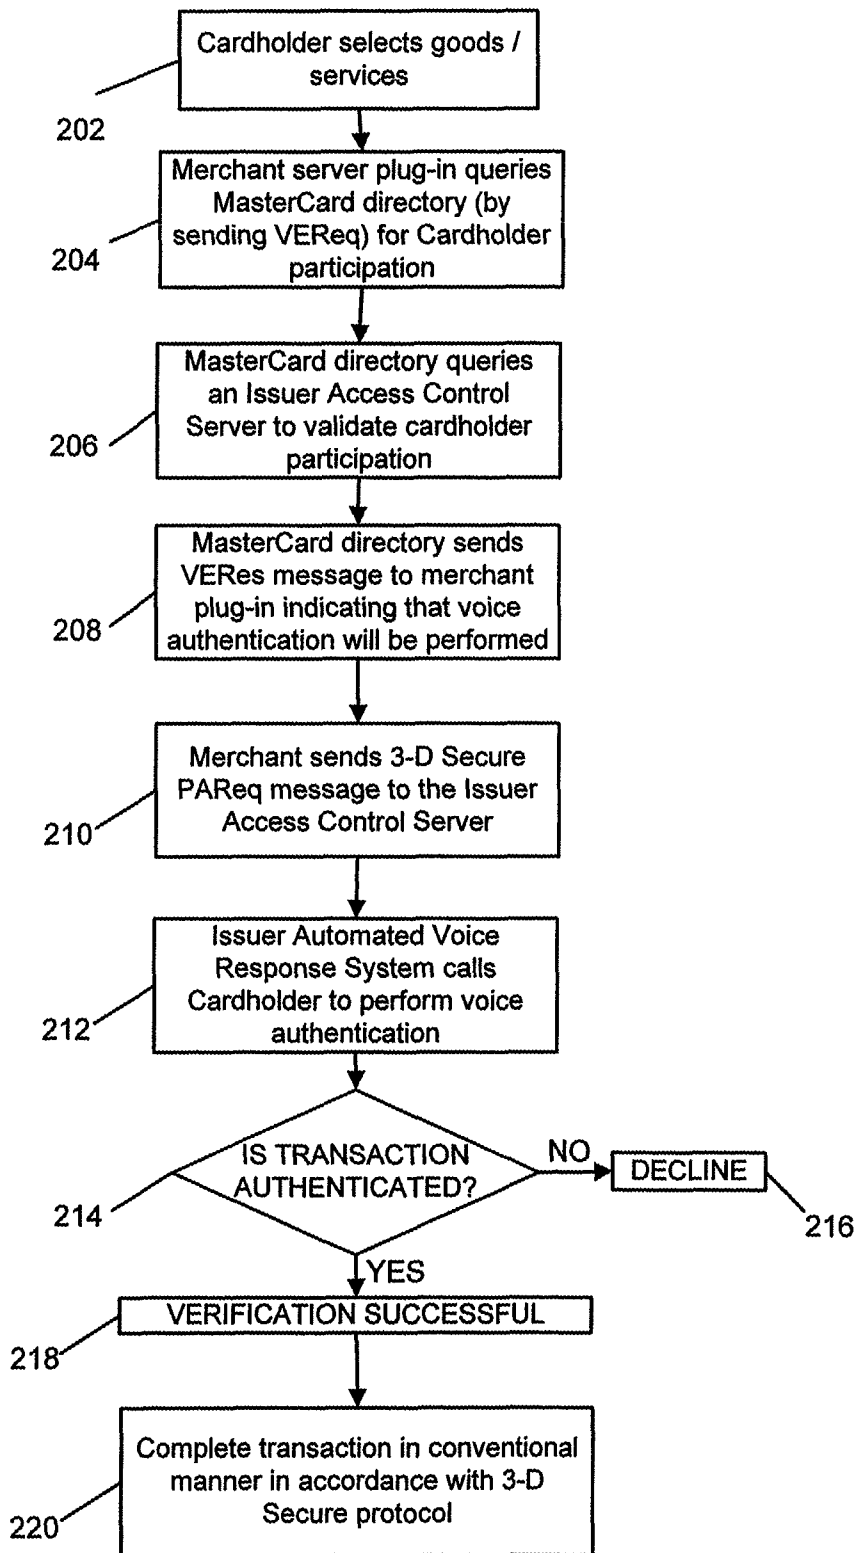 Cardholder selects goods /
services
202
Merchant server plug-in queries
MasterCard directory (by
sending VEReq) for Cardholder
participation
204
MasterCard directory queries
an Issuer Access Control
Server to validate cardholder
participation
206
MasterCard directory sends
VERes message to merchant
plug-in indicating that voice
authentication will be performed
208
Merchant sends 3-D Secure
PAReq message to the Issuer
Access Control Server
210
Issuer Automated Voice
Response System calls
Cardholder to perform voice
authentication
212
IS TRANSACTION
AUTHENTICATED?
214
NO
DECLINE
216
YES
VERIFICATION SUCCESSFUL
218
Complete transaction in conventional
manner in accordance with 3-D
Secure protocol
220